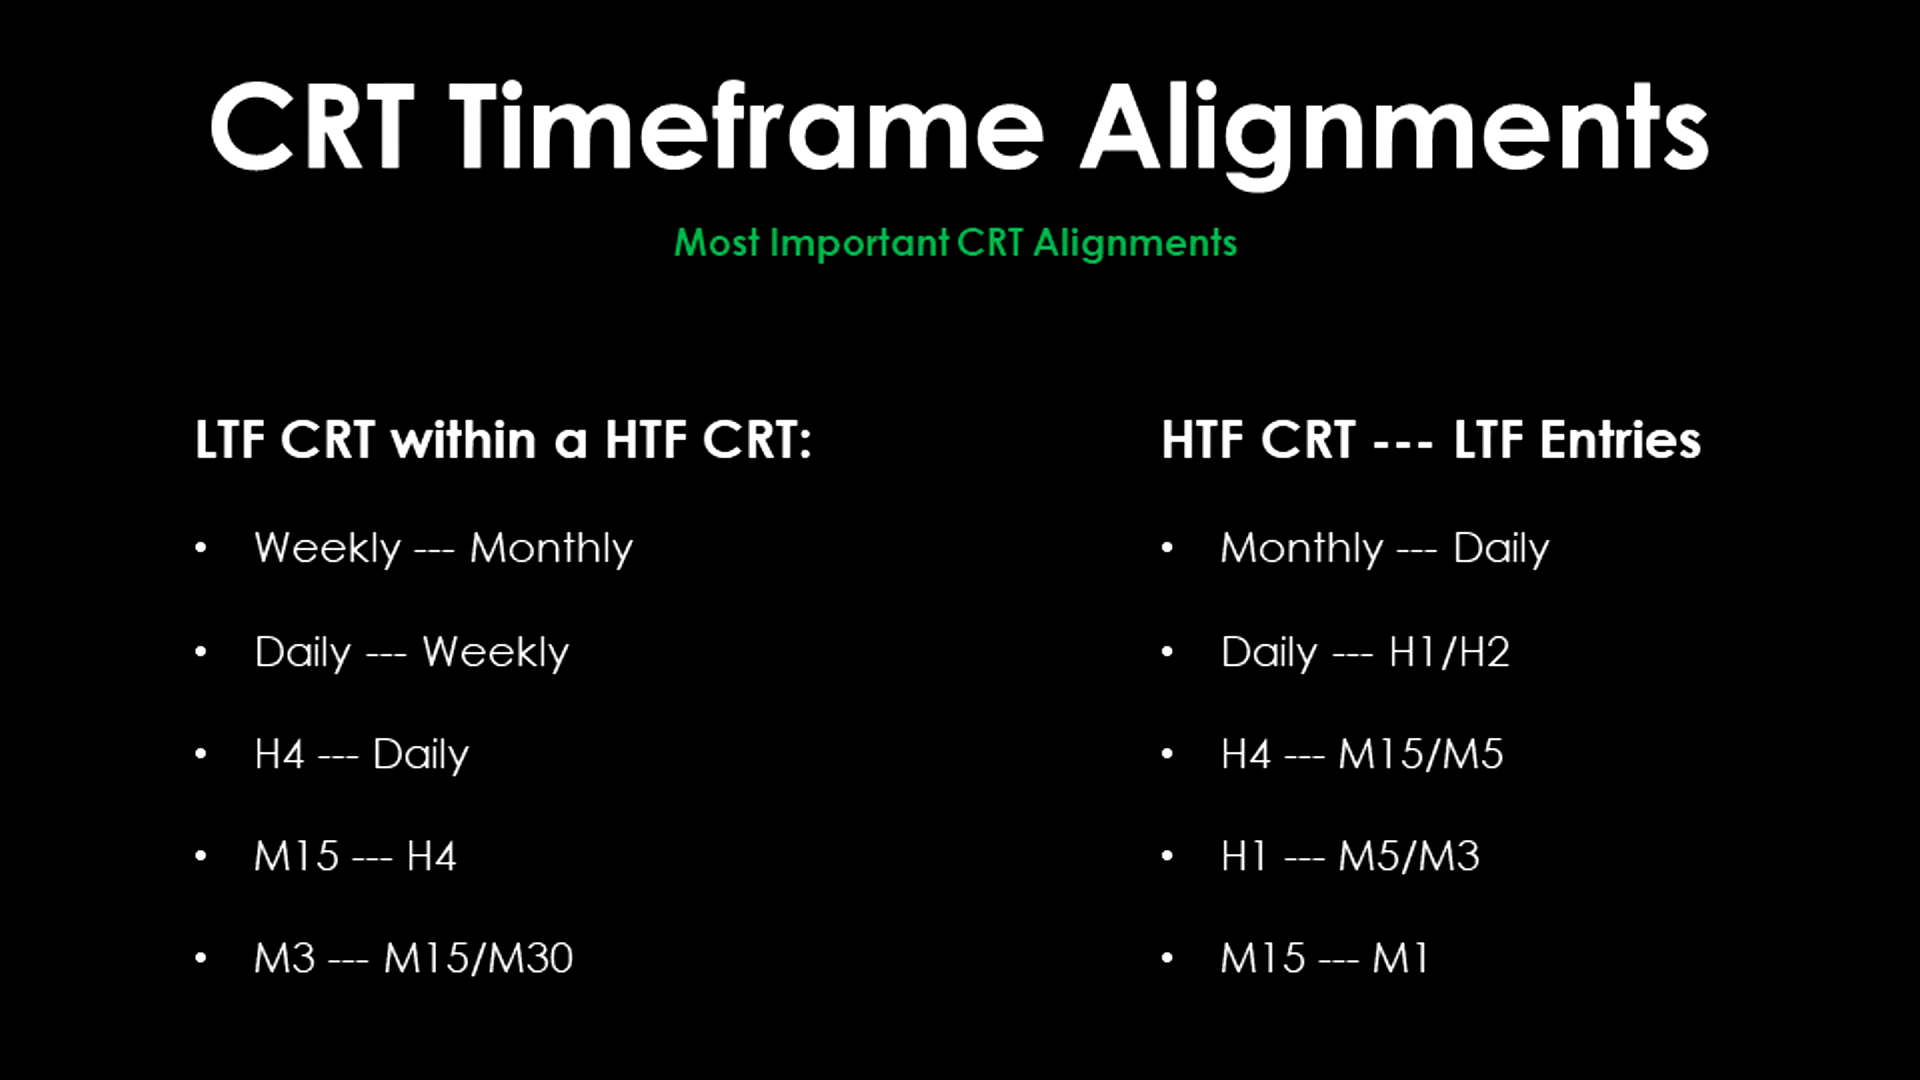 CRT Timeframe Alignments
Most Important CRT Alignments
LTF CRT within a HTF CRT:
• Weekly --- Monthly
• Daily --- Weekly
• H4 --- Daily
• M15 --- H4
• M3 --- M15/M30
HTF CRT --- LTF Entries
• Monthly --- Daily
• Daily --- H1/H2
• H4 --- M15/M5
• H1 --- M5/M3
• M15 --- M1